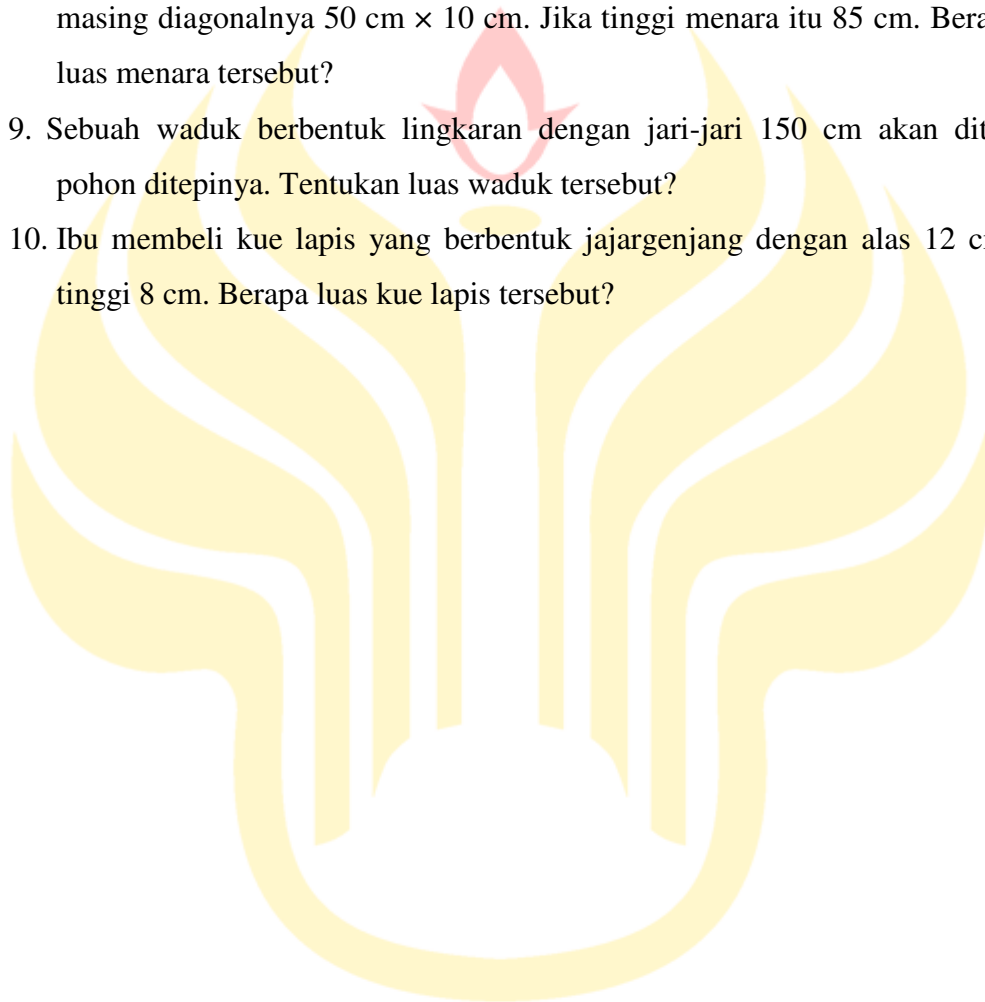 masing diagonalnya 50 cm × 10 cm. Jika tinggi menara itu 85 cm. Bera
luas menara tersebut?
9. Sebuah waduk berbentuk lingkaran dengan jari-jari 150 cm akan dit
pohon ditepinya. Tentukan luas waduk tersebut?
10. Ibu membeli kue lapis yang berbentuk jajargenjang dengan alas 12 c
tinggi 8 cm. Berapa luas kue lapis tersebut?